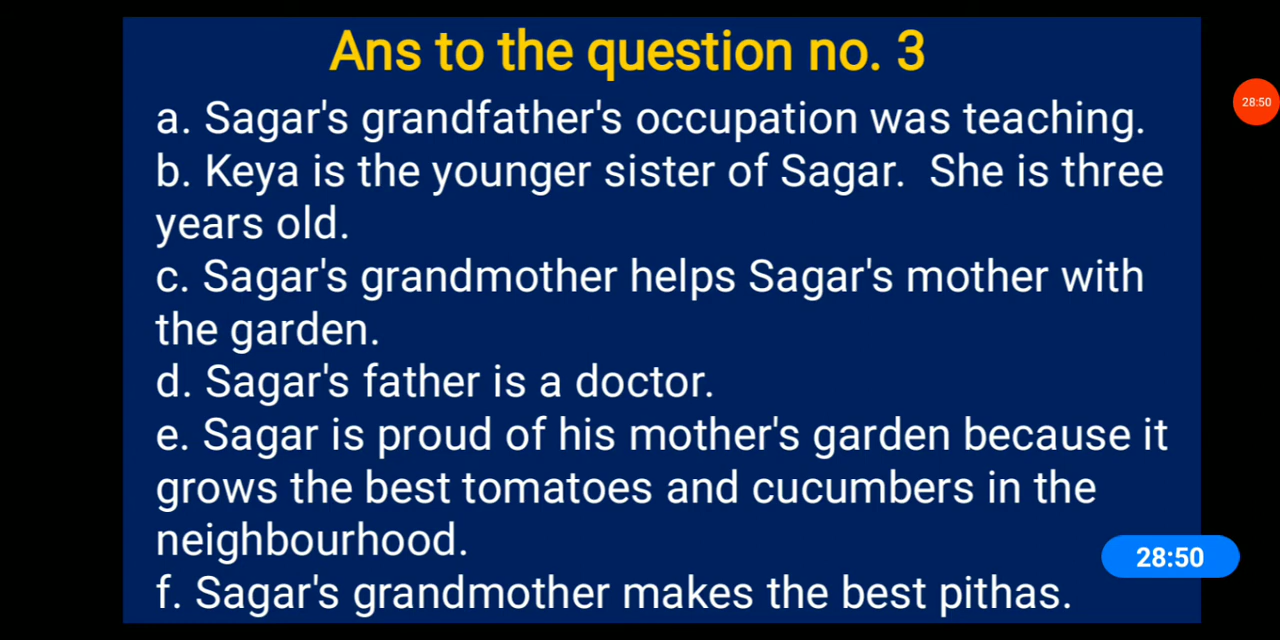 Ans to the question no. 3
28:50
a. Sagar's grandfather's occupation was teaching.
b. Keya is the younger sister of Sagar.  She is three
years old.
c. Sagar's grandmother helps Sagar's mother with
the garden.
d. Sagar's father is a doctor.
e. Sagar is proud of his mother's garden because it
grows the best tomatoes and cucumbers in the
neighbourhood.
28:50
f. Sagar's grandmother makes the best pithas.